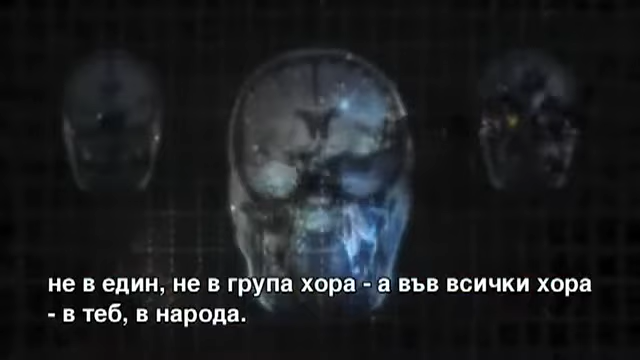 не в един, не в група хора - а във всички хора
- в теб, в народа.